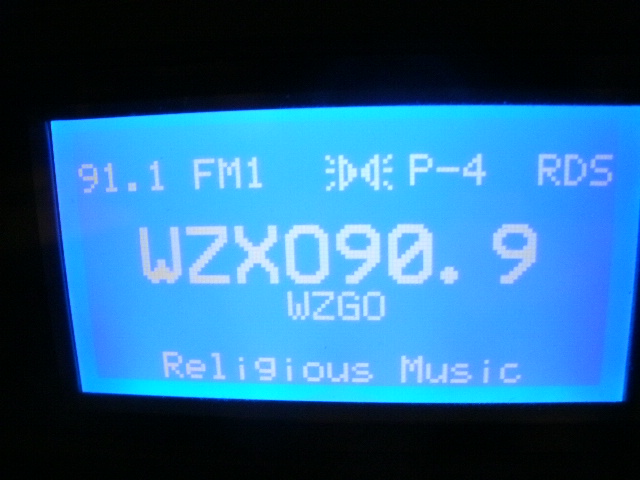 91.1 FM1 P-4 RDS
WZXO90.9
WZGO
Religious Music